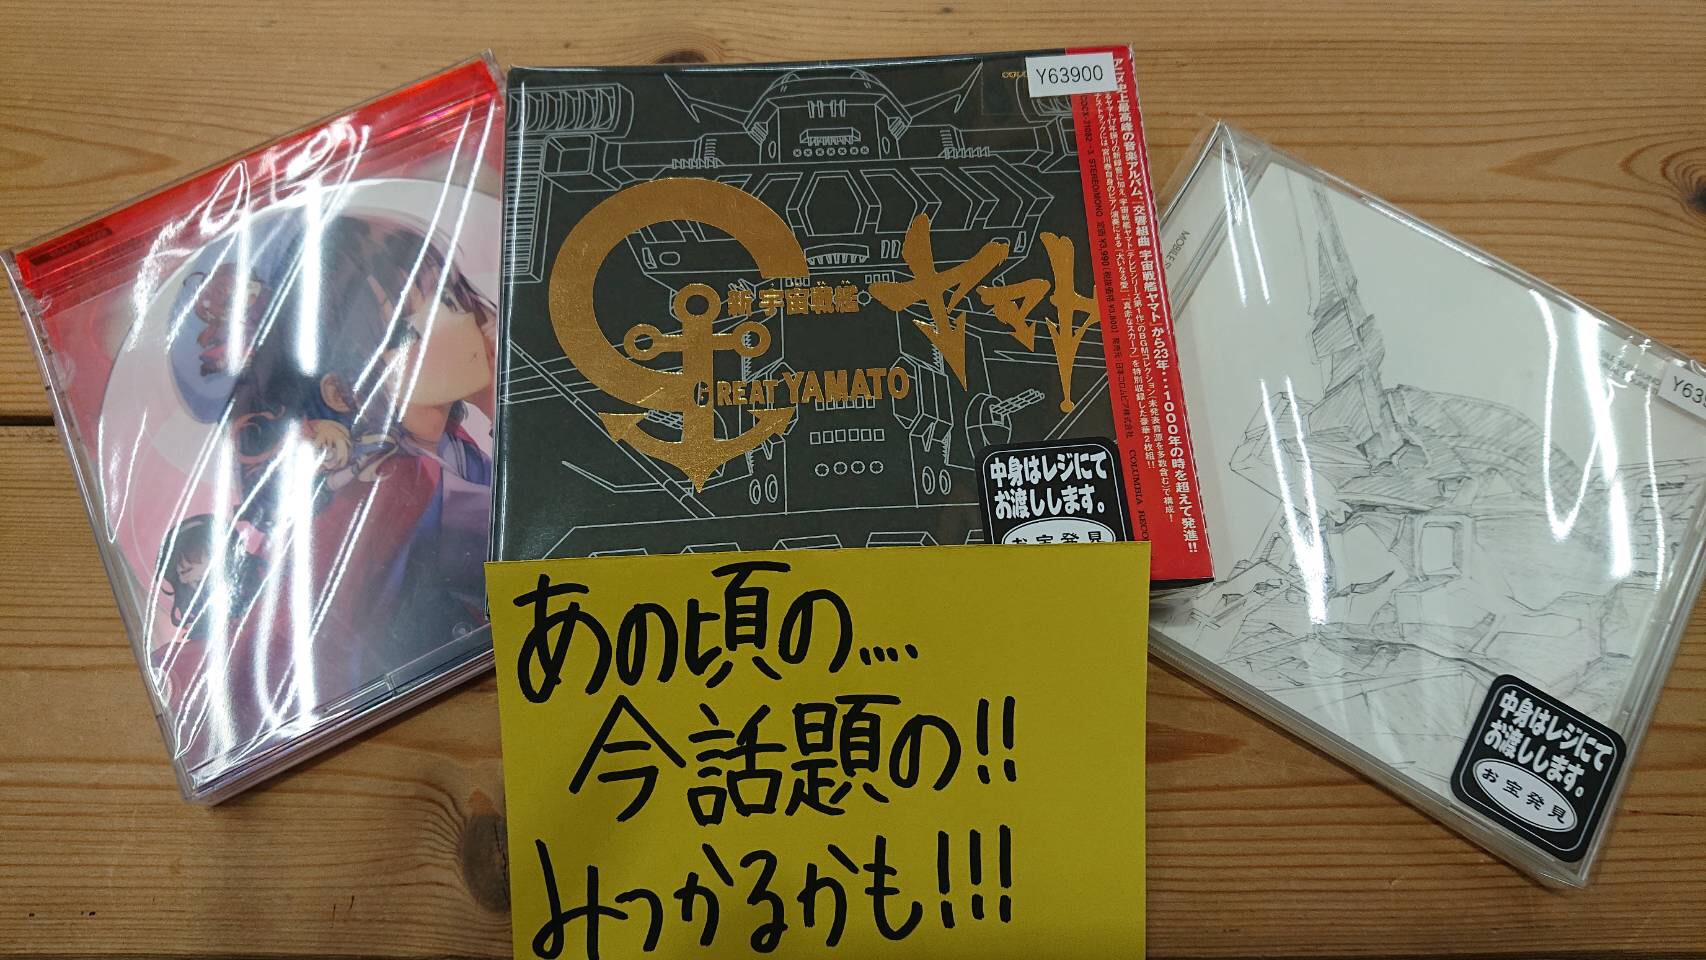 Y63900
新宇宙戦艦
ヤマト
GREAT YAMATO
アニメ史上最高峰の音楽アルバム、「交響組曲 宇宙戦艦ヤマト」から23年・・・1000年の時を超えて発進!!
COLUMBIA RECO
中身はレジにて
お渡しします。
お宝発見
MOBILE S
Y63
中身はレジにて
お渡しします。
お宝発見
あの頃の....
今話題の!!
みつかるかも!!!